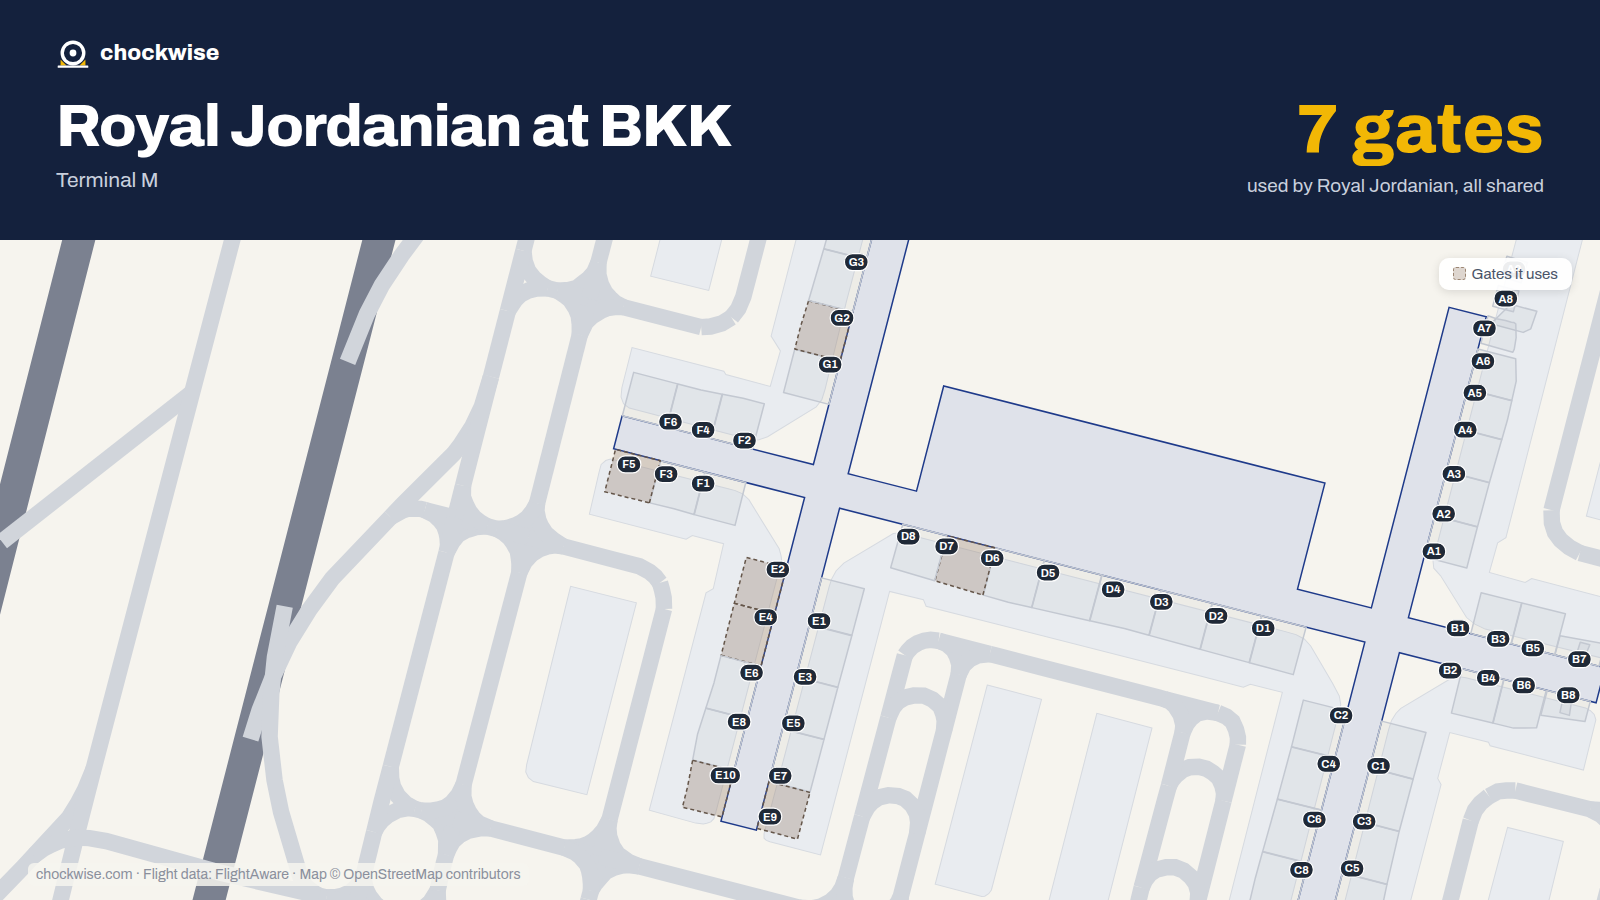 chockwise
Royal Jordanian at BKK
Terminal M
7 gates
used by Royal Jordanian, all shared
Gates it uses
G3
G2
G1
F6
F4
F2
F5
F3
F1
E2
E4
E1
E6
E3
E8
E5
E10
E7
E9
D8
D7
D6
D5
D4
D3
D2
D1
A8
A7
A6
A5
A4
A3
A2
A1
B1
B3
B5
B7
B2
B4
B6
B8
C2
C4
C1
C6
C3
C8
C5
chockwise.com · Flight data: FlightAware · Map © OpenStreetMap contributors